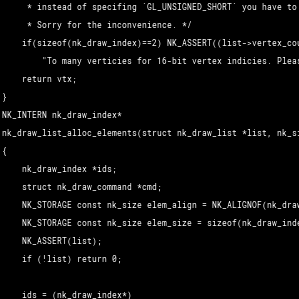 * instead of specifing `GL_UNSIGNED_SHORT` you have to
* Sorry for the inconvenience. */
if(sizeof(nk_draw_index)==2) NK_ASSERT((list->vertex_cou
"To many verticies for 16-bit vertex indicies. Pleas
return vtx;
}
NK_INTERN nk_draw_index*
nk_draw_list_alloc_elements(struct nk_draw_list *list, nk_si
{
nk_draw_index *ids;
struct nk_draw_command *cmd;
NK_STORAGE const nk_size elem_align = NK_ALIGNOF(nk_draw
NK_STORAGE const nk_size elem_size = sizeof(nk_draw_inde
NK_ASSERT(list);
if (!list) return 0;
ids = (nk_draw_index*)